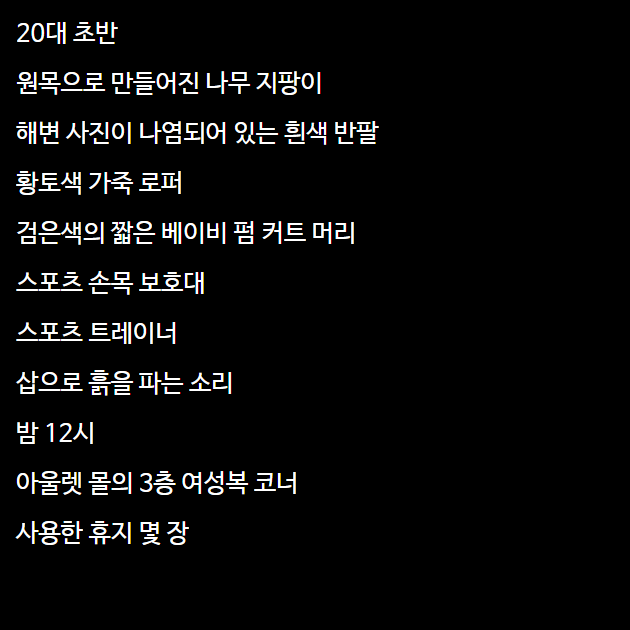 20대 초반
원목으로 만들어진 나무 지팡이
해변 사진이 나염되어 있는 흰색 반팔
황토색 가죽 로퍼
검은색의 짧은 베이비 펌 커트 머리
스포츠 손목 보호대
스포츠 트레이너
삽으로 흙을 파는 소리
밤 12시
아울렛 몰의 3층 여성복 코너
사용한 휴지 몇 장